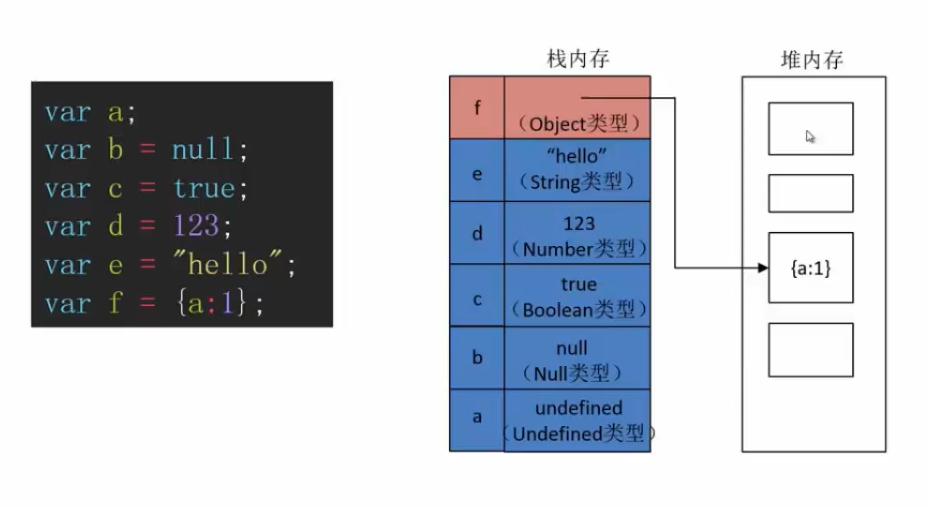 var a;
var b = null;
var c = true;
var d = 123;
var e = "hello";
var f = {a:1};
栈内存
f
（Object类型）
e
“hello”
（String类型）
d
123
（Number类型）
c
true
（Boolean类型）
b
null
（Null类型）
a
undefined
（Undefined类型）
堆内存
{a:1}